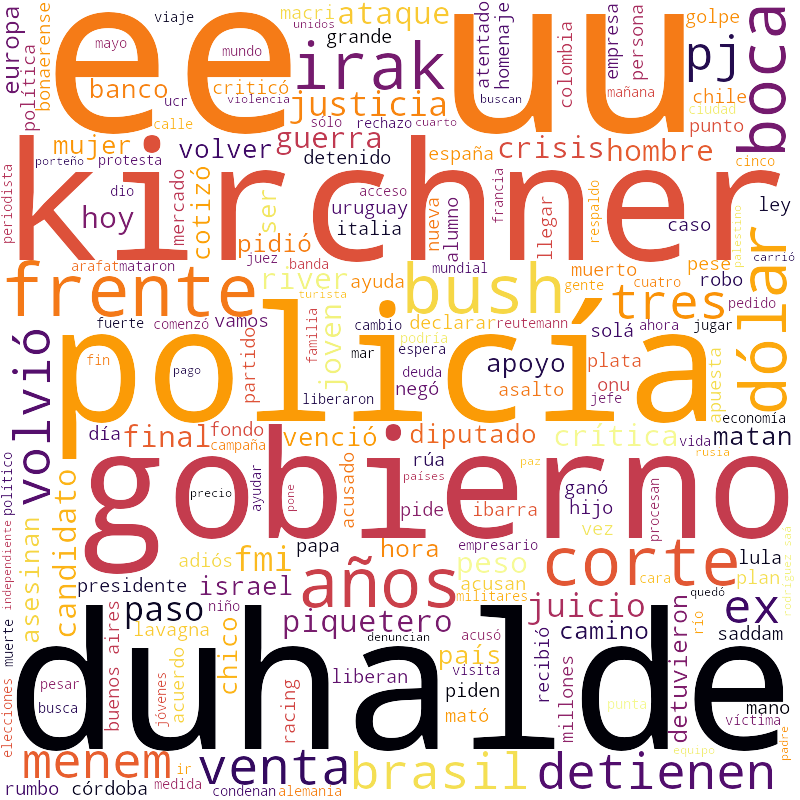 ee uu
kirchner
policía
gobierno
duhalde
irak
boca
pj
frente
bush
tres
dólar
años
corte
ex
menem
venta
brasil
detienen
volvió
europa
política
bonaerense
mayo
viaje
ucr
mundo
macri
unidos
ataque
grande
banco
criticó
violencia
justicia
atentado
homenaje
buscan
colombia
empresa
persona
mañana
golpe
chile
ciudad
punto
calle
sólo
rechazo
cuarto
mujer
volver
guerra
detenido
españa
crisis
hombre
cinco
periodista
porteño
protesta
dio
hoy
mercado
cotizó
ser
pidió
acceso
uruguay
italia
nueva
alumno
francia
llegar
respaldo
caso
ley
palestino
carrió
arafat
mataron
juez
banda
river
turista
ayuda
mundial
muerto
gente
cuatro
pese
robo
pedido
fuerte
comenzó
vamos
partido
familia
joven
cambio
declarar
podría
reutemann
solá
ahora
jugar
fin
pago
liberaron
mar
deuda
espera
negó
apoyo
asalto
plata
onu
jefe
apuesta
economía
día
final
fondo
campaña
venció
diputado
rúa
crítica
vida
matan
rusia
político
independiente
candidato
asesinan
adiós
fmi
precio
ayudar
hora
pone
acusado
papa
países
pide
paz
ibarra
ganó
hijo
vez
procesan
empresario
peso
acusan
militares
cara
plan
lula
quedó
rodríguez saa
presidente
israel
niño
paso
lavagna
chico
piquetero
denuncian
acusó
país
juicio
camino
recibió
detuvieron
rio
saddam
muerte
elecciones
pesar
busca
buenos aires
jóvenes
acuerdo
racing
liberan
visita
piden
mató
millones
punta
equipo
víctima
mano
padre
rumbo
córdoba
medida
ir
condenan
alemania